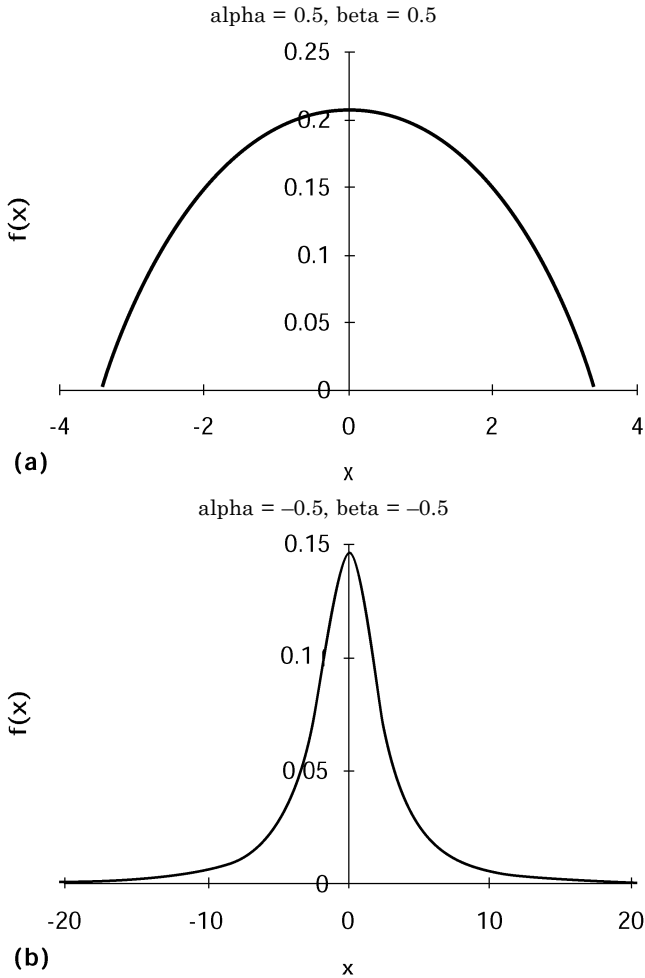 alpha = 0.5, beta = 0.5
0.25
0.2
0.15
0.1
0.05
0
f(x)
-4 -2 0 2 4
(a)
x
alpha = –0.5, beta = –0.5
0.15
0.1
0.05
0
f(x)
-20 -10 0 10 20
(b)
x